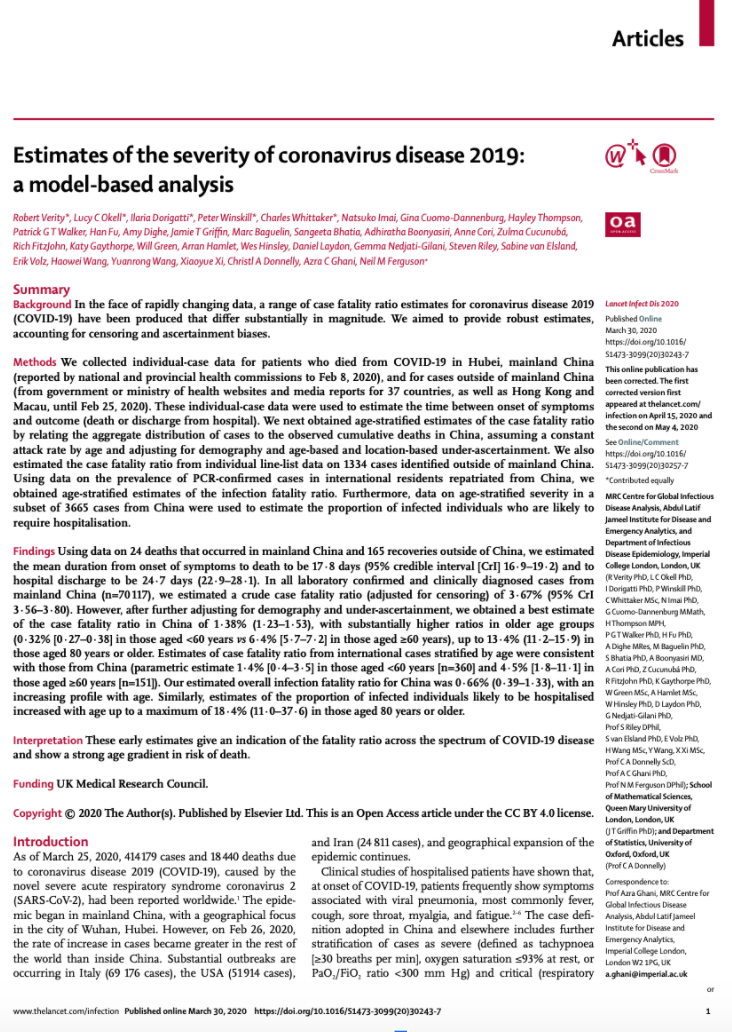 Articles
Estimates of the severity of coronavirus disease 2019:
a model-based analysis
Robert Verity*, Lucy C Okell*, Ilaria Dorigatti*, Peter Winskill*, Charles Whittaker*, Natsuko Imai, Gina Cuomo-Dannenburg, Hayley Thompson,
Patrick G T Walker, Han Fu, Amy Dighe, Jamie T Griffin, Marc Baguelin, Sangeeta Bhatia, Adhiratha Boonyasiri, Anne Cori, Zulma Cucunubá,
Rich FitzJohn, Katy Gaythorpe, Will Green, Arran Hamlet, Wes Hinsley, Daniel Laydon, Gemma Nedjati-Gilani, Steven Riley, Sabine van Elsland,
Erik Volz, Haowei Wang, Yuanrong Wang, Xiaoyue Xi, Christl A Donnelly, Azra C Ghani, Neil M Ferguson*
CrossMark
oa
OPEN ACCESS
Summary
Background In the face of rapidly changing data, a range of case fatality ratio estimates for coronavirus disease 2019
(COVID-19) have been produced that differ substantially in magnitude. We aimed to provide robust estimates,
accounting for censoring and ascertainment biases.
Methods We collected individual-case data for patients who died from COVID-19 in Hubei, mainland China
(reported by national and provincial health commissions to Feb 8, 2020), and for cases outside of mainland China
(from government or ministry of health websites and media reports for 37 countries, as well as Hong Kong and
Macau, until Feb 25, 2020). These individual-case data were used to estimate the time between onset of symptoms
and outcome (death or discharge from hospital). We next obtained age-stratified estimates of the case fatality ratio
by relating the aggregate distribution of cases to the observed cumulative deaths in China, assuming a constant
attack rate by age and adjusting for demography and age-based and location-based under-ascertainment. We also
estimated the case fatality ratio from individual line-list data on 1334 cases identified outside of mainland China.
Using data on the prevalence of PCR-confirmed cases in international residents repatriated from China, we
obtained age-stratified estimates of the infection fatality ratio. Furthermore, data on age-stratified severity in a
subset of 3665 cases from China were used to estimate the proportion of infected individuals who are likely to
require hospitalisation.
Findings Using data on 24 deaths that occurred in mainland China and 165 recoveries outside of China, we estimated
the mean duration from onset of symptoms to death to be 17·8 days (95% credible interval [CrI] 16·9–19·2) and to
hospital discharge to be 24·7 days (22·9–28·1). In all laboratory confirmed and clinically diagnosed cases from
mainland China (n=70 117), we estimated a crude case fatality ratio (adjusted for censoring) of 3·67% (95% CrI
3·56–3·80). However, after further adjusting for demography and under-ascertainment, we obtained a best estimate
of the case fatality ratio in China of 1·38% (1·23–1·53), with substantially higher ratios in older age groups
(0·32% [0·27–0·38] in those aged <60 years vs 6·4% [5·7–7·2] in those aged ≥60 years), up to 13·4% (11·2–15·9) in
those aged 80 years or older. Estimates of case fatality ratio from international cases stratified by age were consistent
with those from China (parametric estimate 1·4% [0·4–3·5] in those aged <60 years [n=360] and 4·5% [1·8–11·1] in
those aged ≥60 years [n=151]). Our estimated overall infection fatality ratio for China was 0·66% (0·39–1·33), with an
increasing profile with age. Similarly, estimates of the proportion of infected individuals likely to be hospitalised
increased with age up to a maximum of 18·4% (11·0–37·6) in those aged 80 years or older.
Interpretation These early estimates give an indication of the fatality ratio across the spectrum of COVID-19 disease
and show a strong age gradient in risk of death.
Funding UK Medical Research Council.
Copyright © 2020 The Author(s). Published by Elsevier Ltd. This is an Open Access article under the CC BY 4.0 license.
Introduction
As of March 25, 2020, 414 179 cases and 18 440 deaths due
to coronavirus disease 2019 (COVID-19), caused by the
novel severe acute respiratory syndrome coronavirus 2
(SARS-CoV-2), had been reported worldwide.1 The epide-
mic began in mainland China, with a geographical focus
in the city of Wuhan, Hubei. However, on Feb 26, 2020,
the rate of increase in cases became greater in the rest of
the world than inside China. Substantial outbreaks are
occurring in Italy (69 176 cases), the USA (51 914 cases),
and Iran (24 811 cases), and geographical expansion of the
epidemic continues.
Clinical studies of hospitalised patients have shown that,
at onset of COVID-19, patients frequently show symptoms
associated with viral pneumonia, most commonly fever,
cough, sore throat, myalgia, and fatigue.2–6 The case defi-
nition adopted in China and elsewhere includes further
stratification of cases as severe (defined as tachypnoea
[≥30 breaths per min], oxygen saturation ≤93% at rest, or
PaO2/FiO2 ratio <300 mm Hg) and critical (respiratory
Lancet Infect Dis 2020
Published Online
March 30, 2020
https://doi.org/10.1016/
S1473-3099(20)30243-7
This online publication has
been corrected. The first
corrected version first
appeared at thelancet.com/
infection on April 15, 2020 and
the second on May 4, 2020
See Online/Comment
https://doi.org/10.1016/
S1473-3099(20)30257-7
*Contributed equally
MRC Centre for Global Infectious
Disease Analysis, Abdul Latif
Jameel Institute for Disease and
Emergency Analytics, and
Department of Infectious
Disease Epidemiology, Imperial
College London, London, UK
(R Verity PhD, L C Okell PhD,
I Dorigatti PhD, P Winskill PhD,
C Whittaker MSc, N Imai PhD,
G Cuomo-Dannenburg MMath,
H Thompson MPH,
P G T Walker PhD, H Fu PhD,
A Dighe MRes, M Baguelin PhD,
S Bhatia PhD, A Boonyasiri MD,
A Cori PhD, Z Cucunubá PhD,
R FitzJohn PhD, K Gaythorpe PhD,
W Green MSc, A Hamlet MSc,
W Hinsley PhD, D Laydon PhD,
G Nedjati-Gilani PhD,
Prof S Riley DPhil,
S van Elsland PhD, E Volz PhD,
H Wang MSc, Y Wang, X Xi MSc,
Prof C A Donnelly ScD,
Prof A C Ghani PhD,
Prof N M Ferguson DPhil); School
of Mathematical Sciences,
Queen Mary University of
London, London, UK
(J T Griffin PhD); and Department
of Statistics, University of
Oxford, Oxford, UK
(Prof C A Donnelly)
Correspondence to:
Prof Azra Ghani, MRC Centre for
Global Infectious Disease
Analysis, Abdul Latif Jameel
Institute for Disease and
Emergency Analytics,
Imperial College London,
London W2 1PG, UK
a.ghani@imperial.ac.uk
or
www.thelancet.com/infection Published online March 30, 2020 https://doi.org/10.1016/S1473-3099(20)30243-7
1